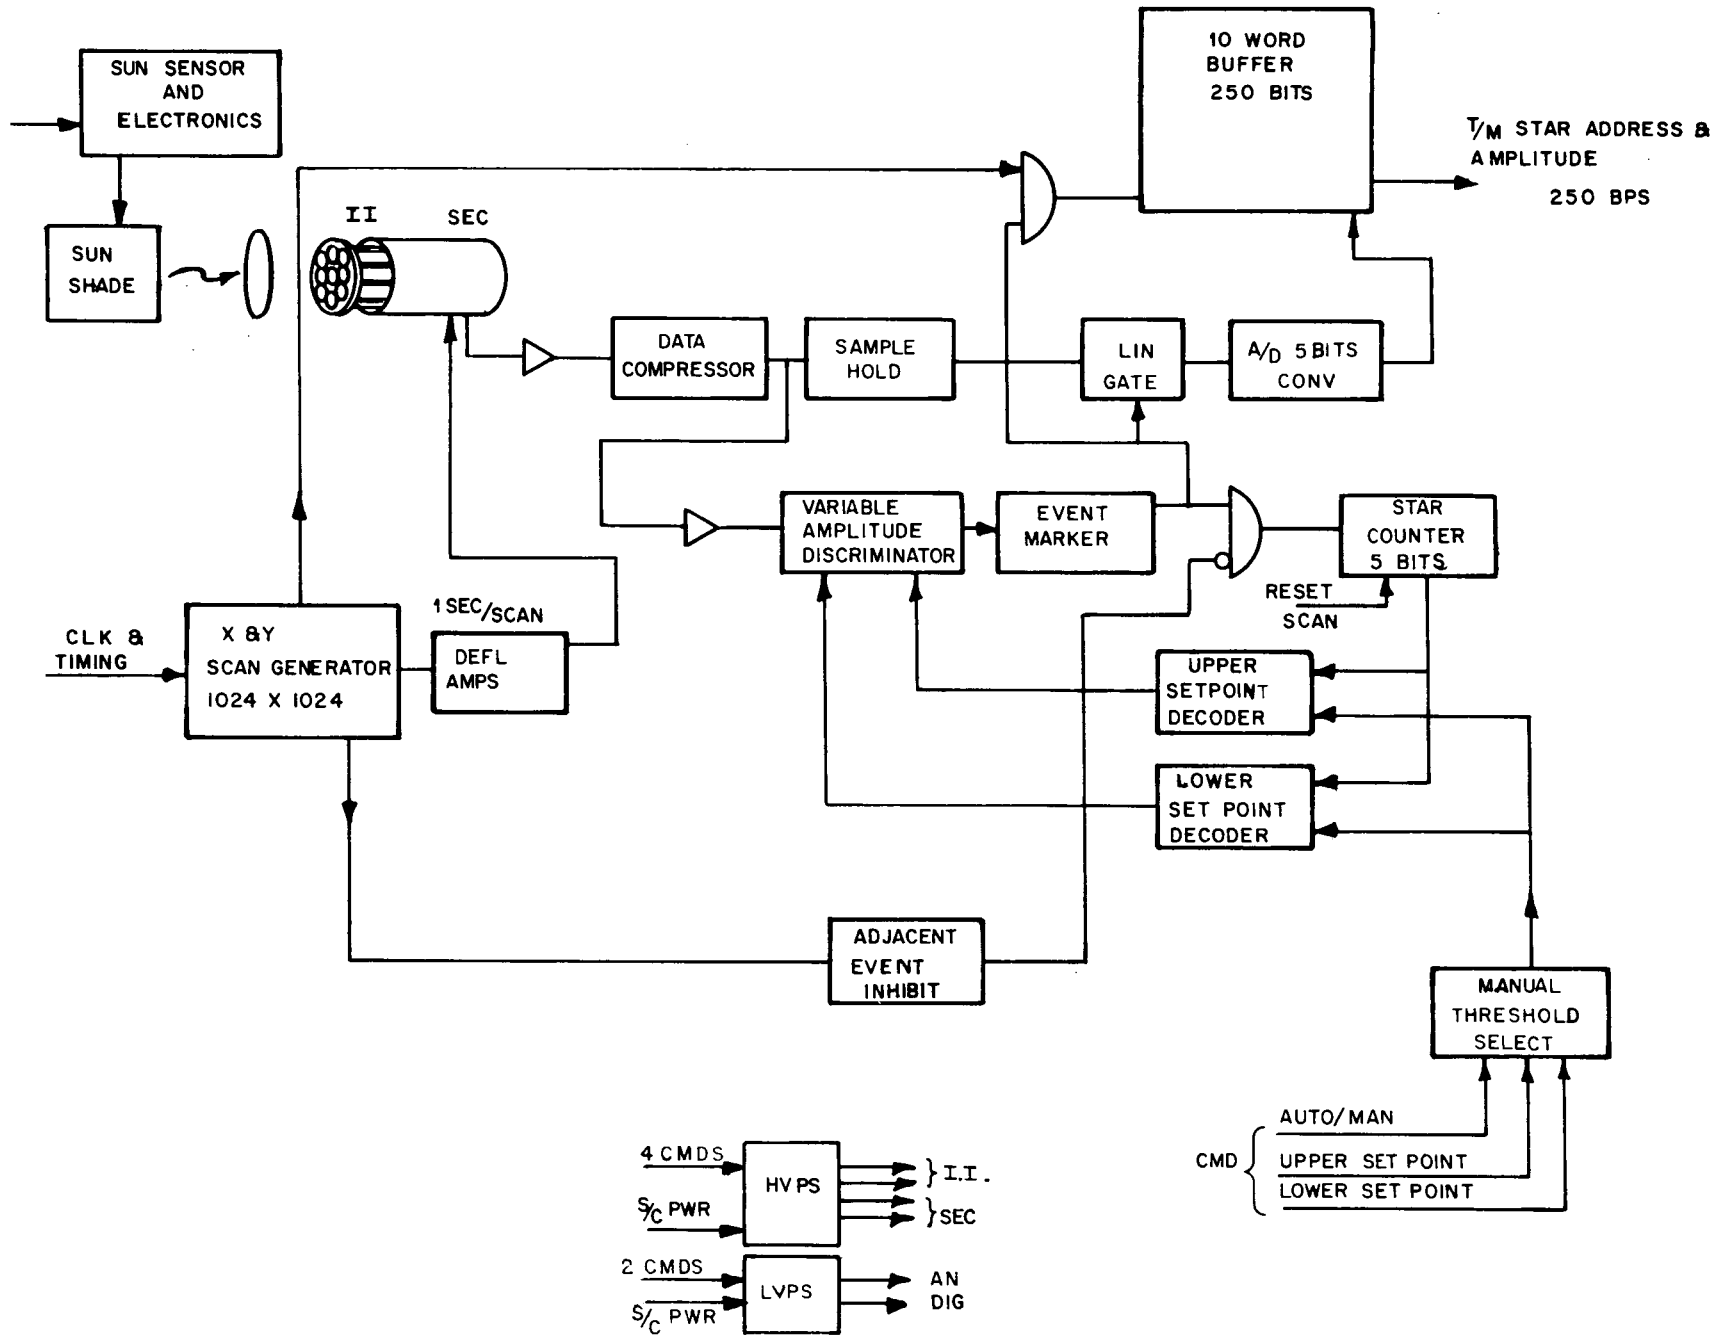 SUN SENSOR
AND
ELECTRONICS
SUN
SHADE
II
SEC
10 WORD
BUFFER
250 BITS
T/M STAR ADDRESS &
AMPLITUDE
250 BPS
DATA
COMPRESSOR
SAMPLE
HOLD
LIN
GATE
A/D 5 BITS
CONV
VARIABLE
AMPLITUDE
DISCRIMINATOR
EVENT
MARKER
STAR
COUNTER
5 BITS
RESET
SCAN
CLK &
TIMING
X & Y
SCAN GENERATOR
1024 X 1024
1 SEC/SCAN
DEFL
AMPS
UPPER
SETPOINT
DECODER
LOWER
SET POINT
DECODER
ADJACENT
EVENT
INHIBIT
MANUAL
THRESHOLD
SELECT
CMD
AUTO/MAN
UPPER SET POINT
LOWER SET POINT
4 CMDS
S/C PWR
HVPS
I.I.
SEC
2 CMDS
S/C PWR
LVPS
AN
DIG